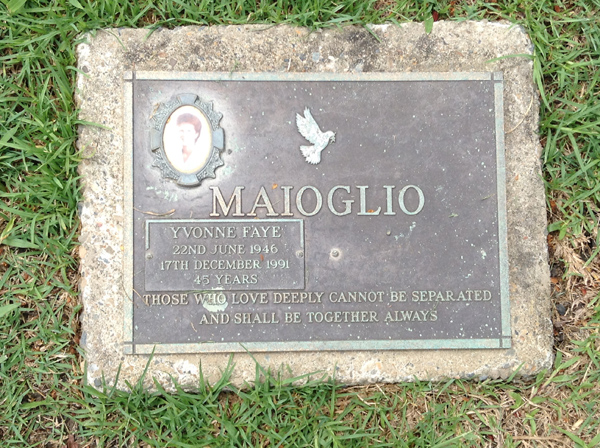 MAIOGLIO
YVONNE FAYE
22ND JUNE 1946
17TH DECEMBER 1991
45 YEARS
THOSE WHO LOVE DEEPLY CANNOT BE SEPARATED
AND SHALL BE TOGETHER ALWAYS